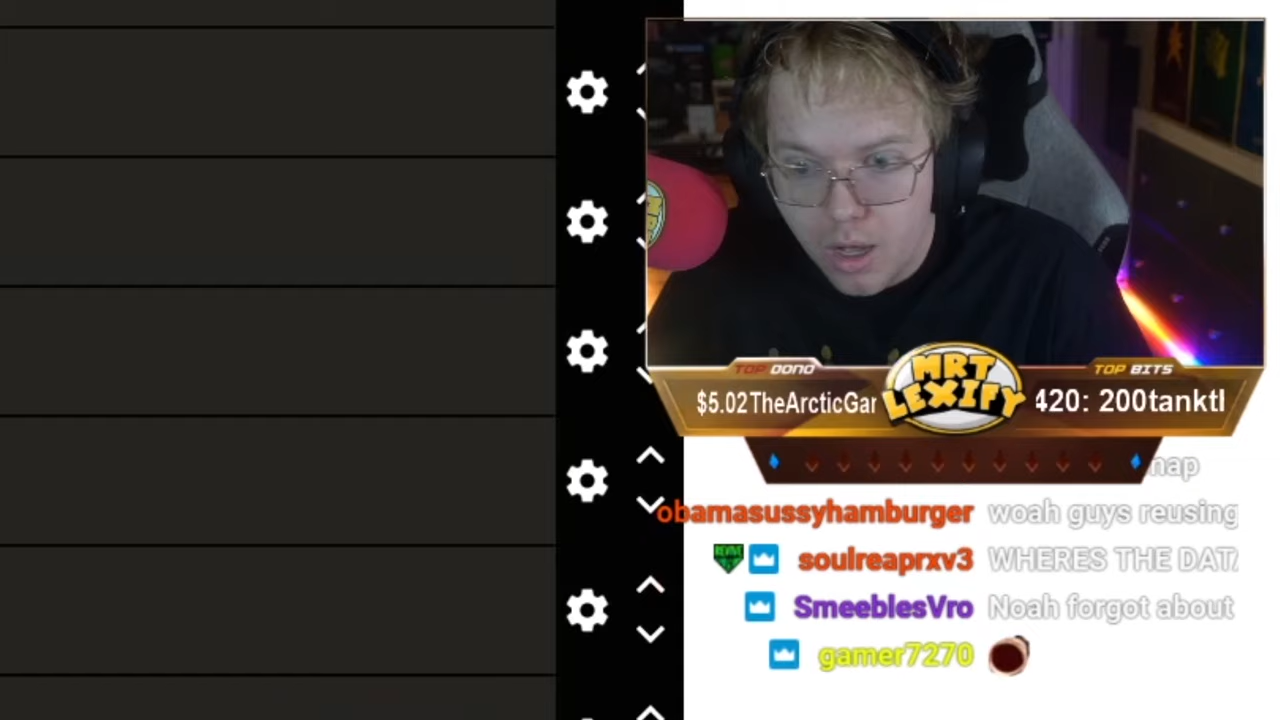 TOP DONO
TOP BITS
MRT
LEXIFY
$5.02TheArcticGar
420: 200tanktl
nap
obamasussyhamburger woah guys reusing
REVIVE soulreaprxv3 WHERES THE DAT
SmeeblesVro Noah forgot about
gamer7270